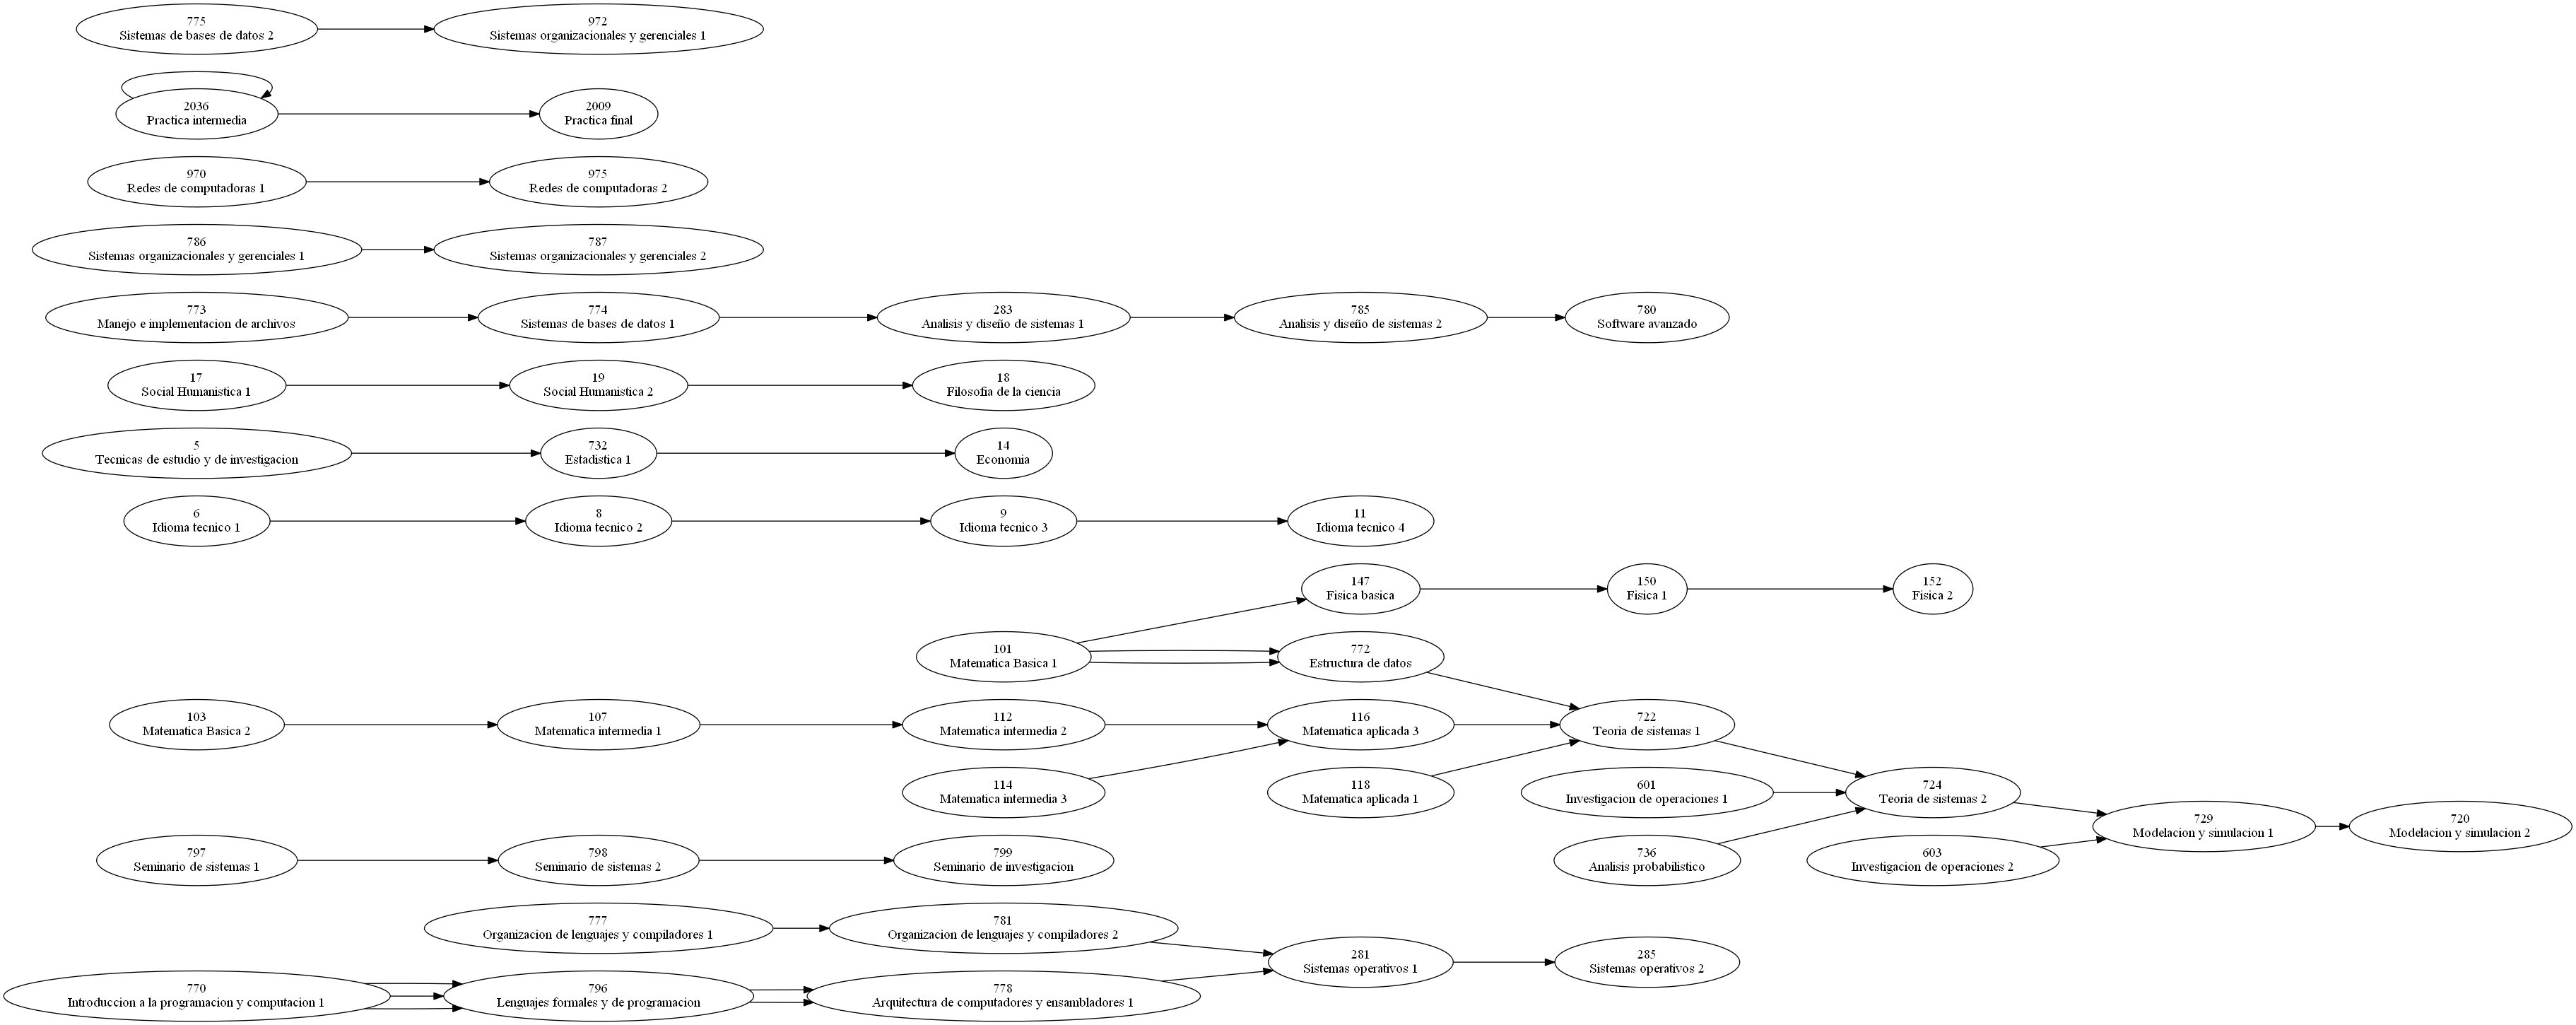 775
Sistemas de bases de datos 2
972
Sistemas organizacionales y gerenciales 1
2036
Practica intermedia
2009
Practica final
970
Redes de computadoras 1
975
Redes de computadoras 2
786
Sistemas organizacionales y gerenciales 1
787
Sistemas organizacionales y gerenciales 2
773
Manejo e implementacion de archivos
774
Sistemas de bases de datos 1
283
Analisis y diseño de sistemas 1
785
Analisis y diseño de sistemas 2
780
Software avanzado
17
Social Humanistica 1
19
Social Humanistica 2
18
Filosofia de la ciencia
5
Tecnicas de estudio y de investigacion
732
Estadistica 1
14
Economia
6
Idioma tecnico 1
8
Idioma tecnico 2
9
Idioma tecnico 3
11
Idioma tecnico 4
147
Fisica basica
150
Fisica 1
152
Fisica 2
101
Matematica Basica 1
772
Estructura de datos
103
Matematica Basica 2
107
Matematica intermedia 1
112
Matematica intermedia 2
116
Matematica aplicada 3
722
Teoria de sistemas 1
114
Matematica intermedia 3
118
Matematica aplicada 1
601
Investigacion de operaciones 1
724
Teoria de sistemas 2
729
Modelacion y simulacion 1
720
Modelacion y simulacion 2
797
Seminario de sistemas 1
798
Seminario de sistemas 2
799
Seminario de investigacion
736
Analisis probabilistico
603
Investigacion de operaciones 2
777
Organizacion de lenguajes y compiladores 1
781
Organizacion de lenguajes y compiladores 2
281
Sistemas operativos 1
285
Sistemas operativos 2
770
Introduccion a la programacion y computacion 1
796
Lenguajes formales y de programacion
778
Arquitectura de computadores y ensambladores 1